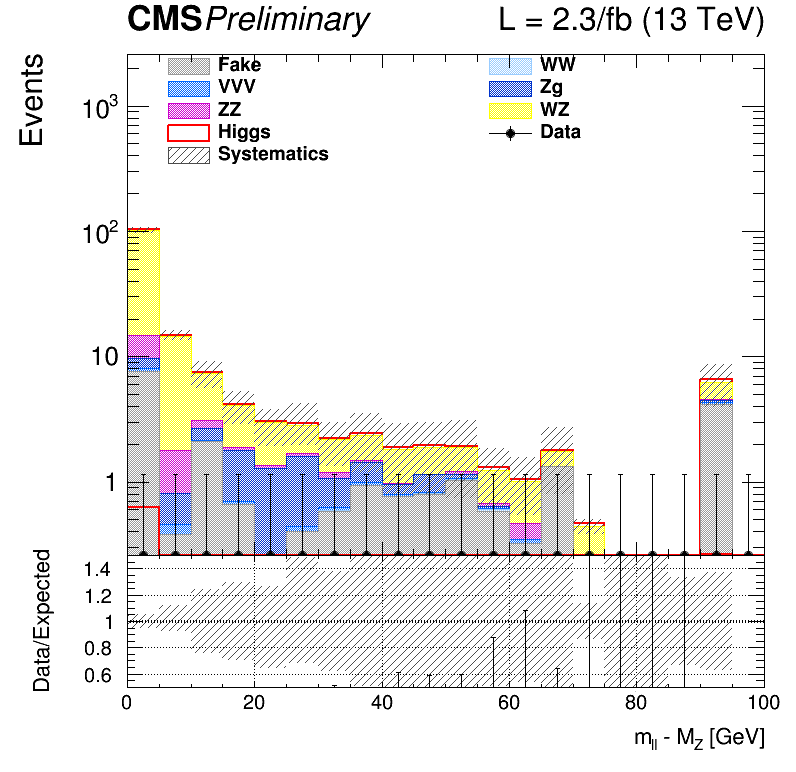 CMS Preliminary L = 2.3/fb (13 TeV)
Events
10³
10²
10
1
Fake WW
VVV Zg
ZZ WZ
Higgs Data
Systematics
Data/Expected
1.4
1.2
1
0.8
0.6
0 20 40 60 80 100
m_ll - M_Z [GeV]